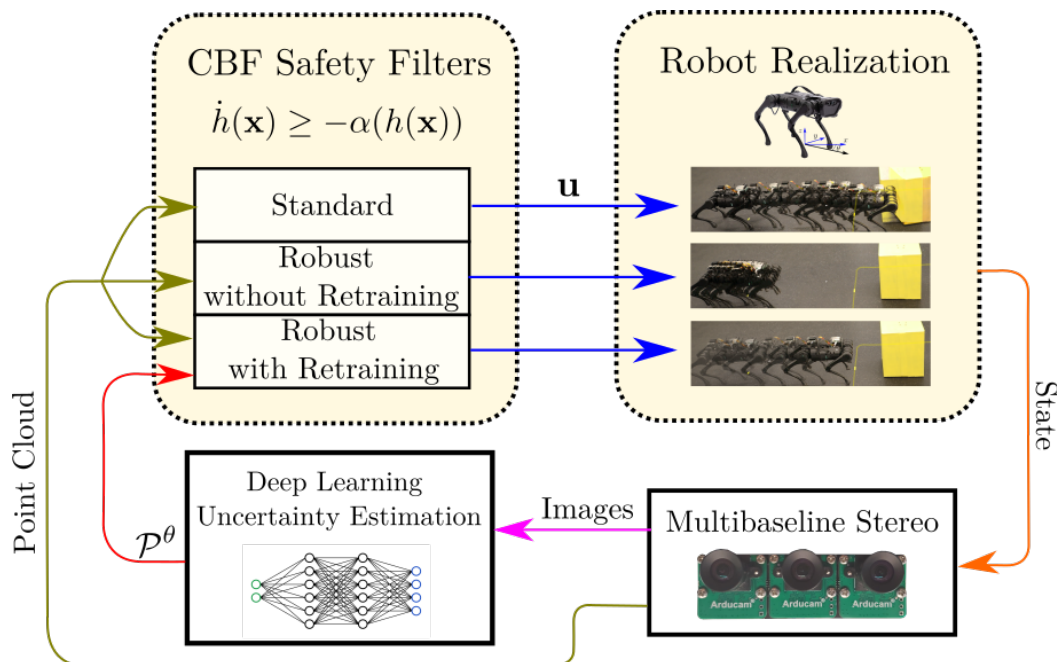 CBF Safety Filters
ḣ(𝐱) ≥ −α(h(𝐱))
Standard
Robust
without Retraining
Robust
with Retraining
𝐮
Robot Realization
State
Point Cloud
𝒫^θ
Deep Learning
Uncertainty Estimation
Images
Multibaseline Stereo
Arducam
Arducam
Arducam